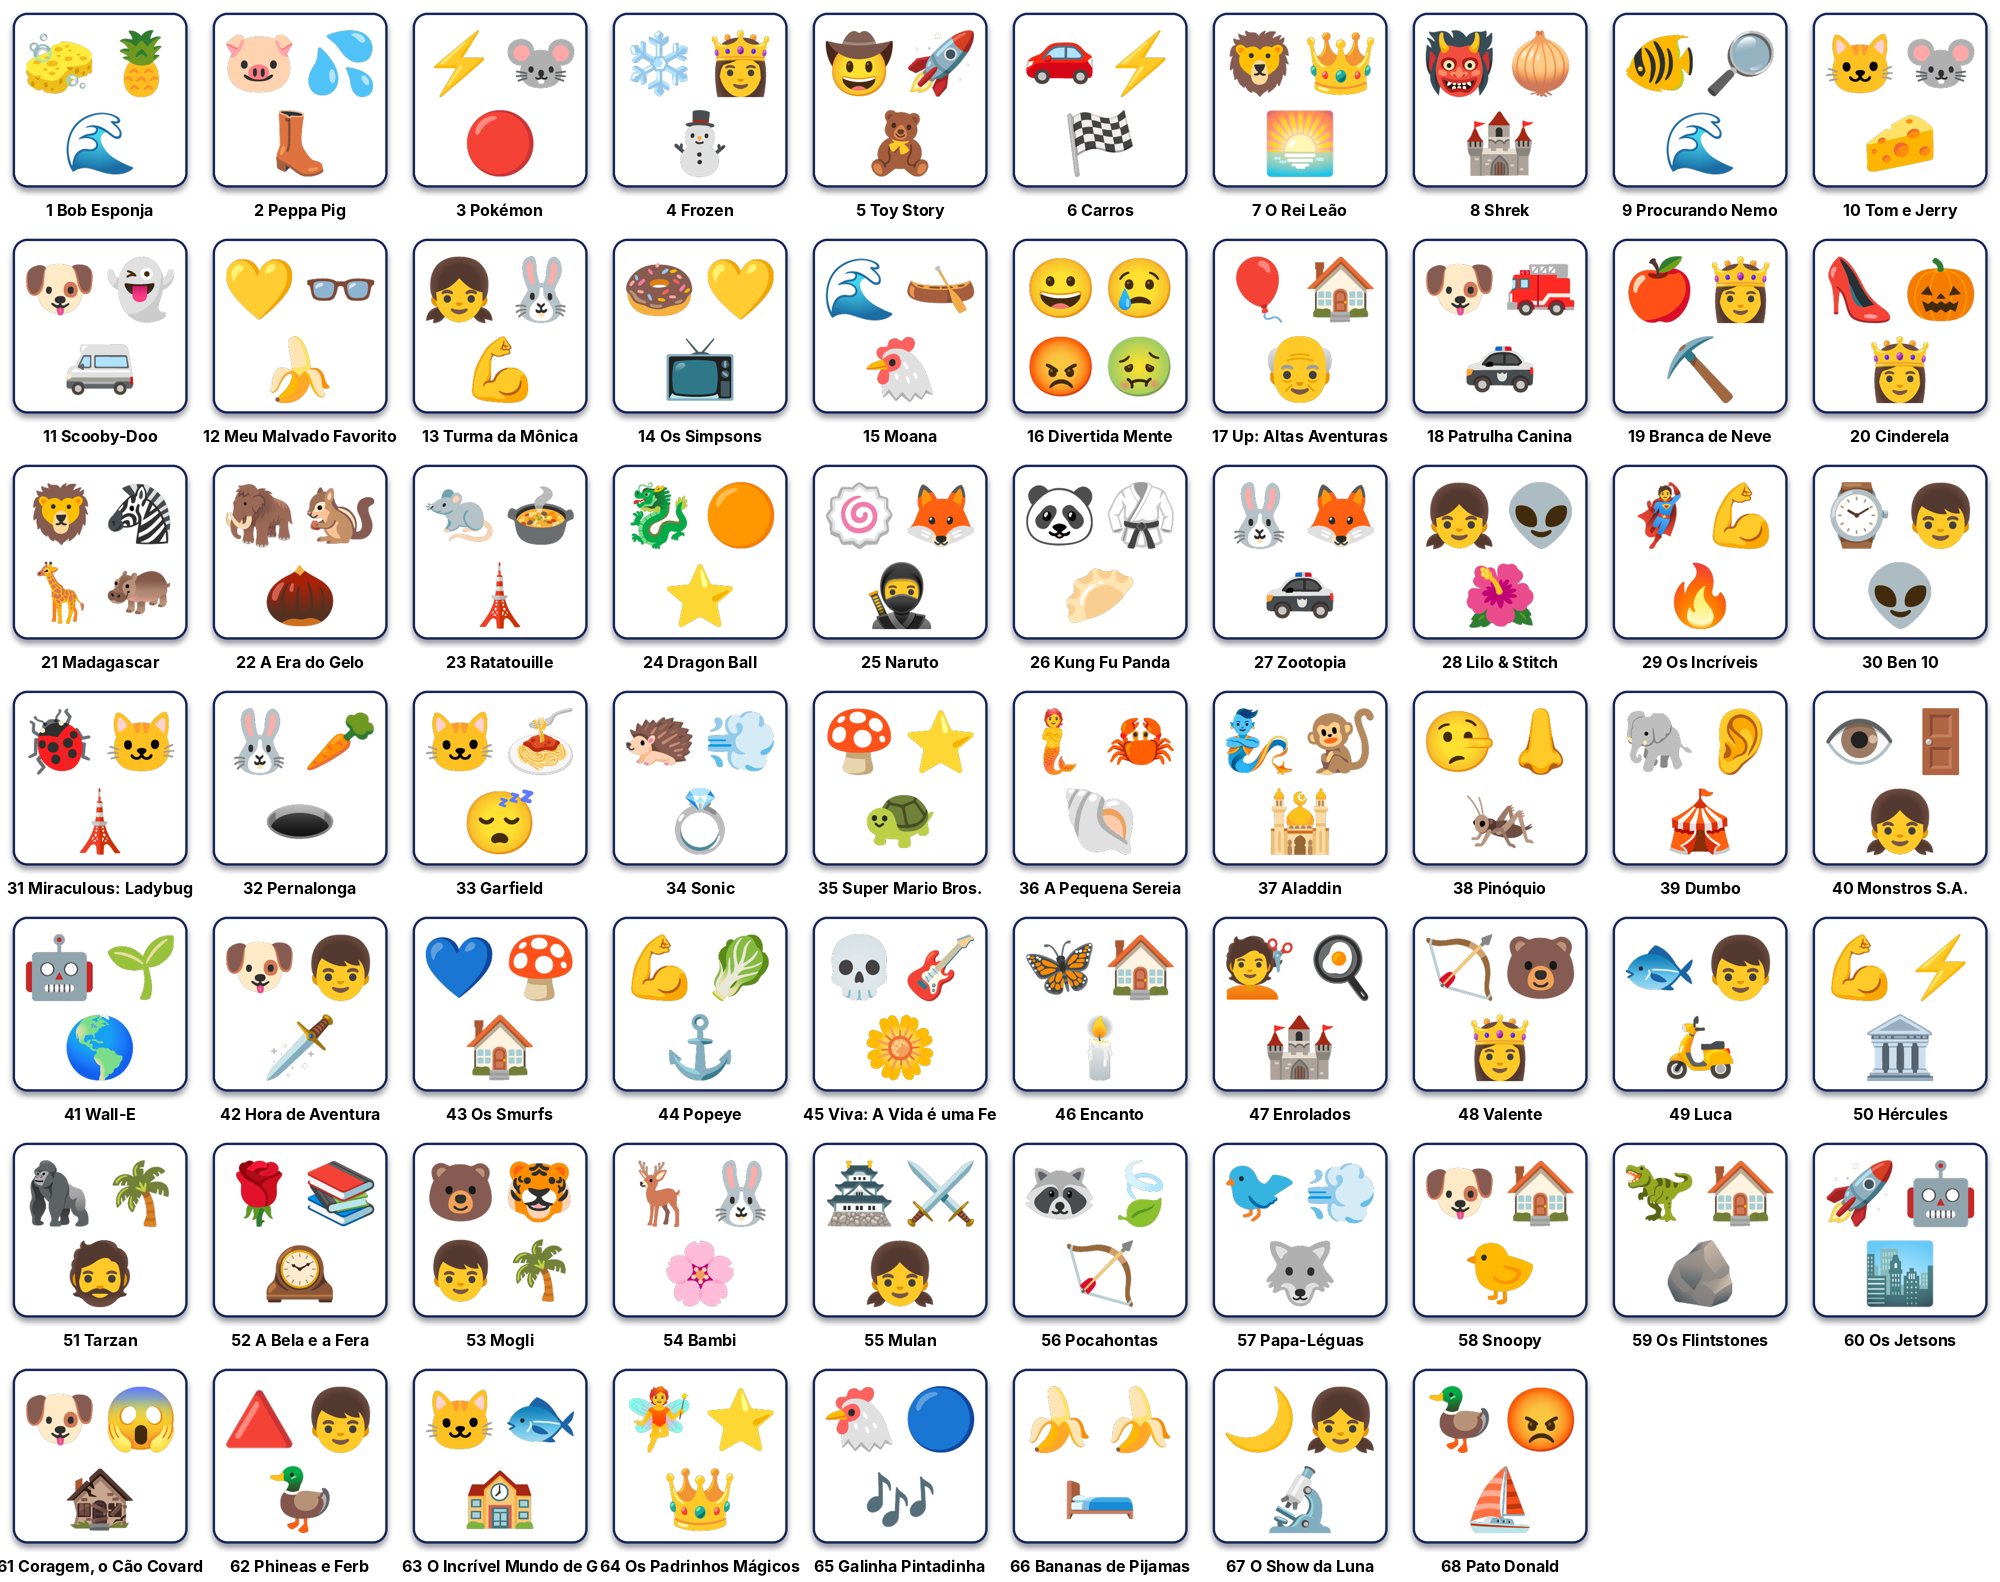 1 Bob Esponja
2 Peppa Pig
3 Pokémon
4 Frozen
5 Toy Story
6 Carros
7 O Rei Leão
8 Shrek
9 Procurando Nemo
10 Tom e Jerry
11 Scooby-Doo
12 Meu Malvado Favorito
13 Turma da Mônica
14 Os Simpsons
15 Moana
16 Divertida Mente
17 Up: Altas Aventuras
18 Patrulha Canina
19 Branca de Neve
20 Cinderela
21 Madagascar
22 A Era do Gelo
23 Ratatouille
24 Dragon Ball
25 Naruto
26 Kung Fu Panda
27 Zootopia
28 Lilo & Stitch
29 Os Incríveis
30 Ben 10
31 Miraculous: Ladybug
32 Pernalonga
33 Garfield
34 Sonic
35 Super Mario Bros.
36 A Pequena Sereia
37 Aladdin
38 Pinóquio
39 Dumbo
40 Monstros S.A.
41 Wall-E
42 Hora de Aventura
43 Os Smurfs
44 Popeye
45 Viva: A Vida é uma Fe
46 Encanto
47 Enrolados
48 Valente
49 Luca
50 Hércules
51 Tarzan
52 A Bela e a Fera
53 Mogli
54 Bambi
55 Mulan
56 Pocahontas
57 Papa-Léguas
58 Snoopy
59 Os Flintstones
60 Os Jetsons
61 Coragem, o Cão Covard
62 Phineas e Ferb
63 O Incrível Mundo de G
64 Os Padrinhos Mágicos
65 Galinha Pintadinha
66 Bananas de Pijamas
67 O Show da Luna
68 Pato Donald